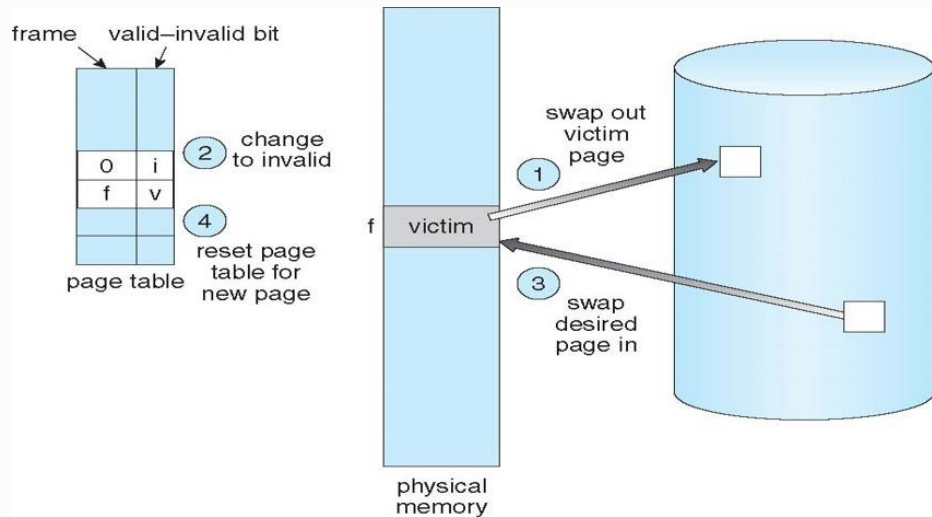 frame
valid–invalid bit
0 i
f v
2 change
to invalid
4
reset page
table for
new page
page table
f victim
physical
memory
1
swap out
victim
page
3
swap
desired
page in